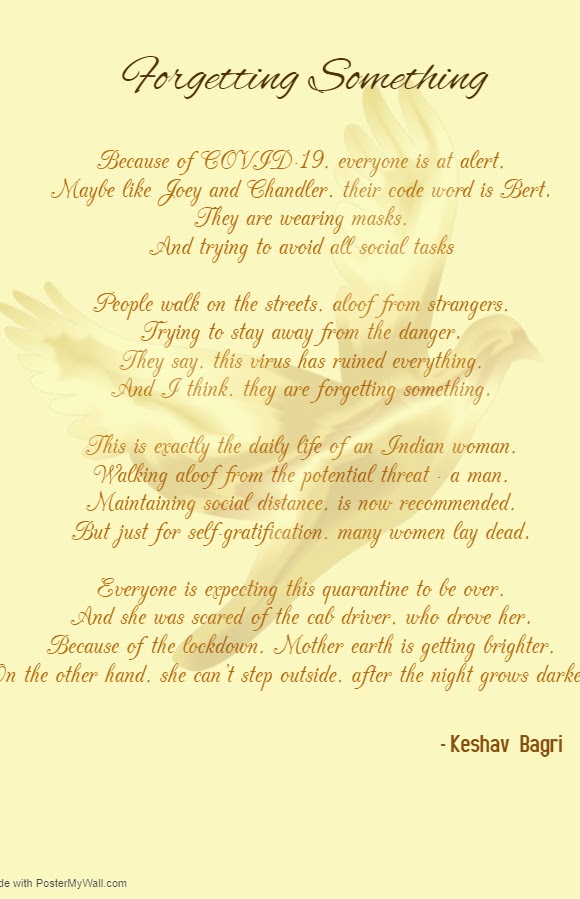 Forgetting Something
Because of COVID-19, everyone is at alert,
Maybe like Joey and Chandler, their code word is Bert.
They are wearing masks,
And trying to avoid all social tasks
People walk on the streets, aloof from strangers,
Trying to stay away from the danger.
They say, this virus has ruined everything,
And I think, they are forgetting something.
This is exactly the daily life of an Indian woman,
Walking aloof from the potential threat - a man.
Maintaining social distance, is now recommended,
But just for self-gratification, many women lay dead.
Everyone is expecting this quarantine to be over,
And she was scared of the cab driver, who drove her.
Because of the lockdown, Mother earth is getting brighter,
On the other hand, she can't step outside, after the night grows darke
- Keshav Bagri
de with PosterMyWall.com